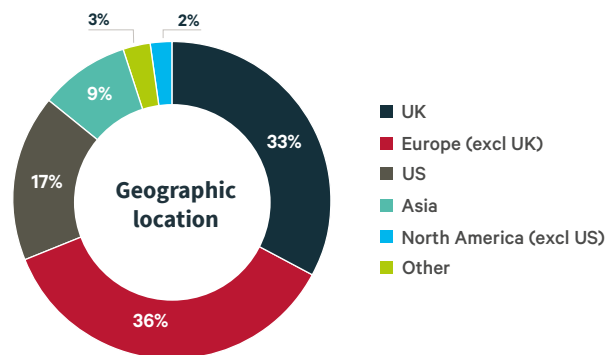 3%
2%
9%
33%
17%
Geographic
location
36%
UK
Europe (excl UK)
US
Asia
North America (excl US)
Other